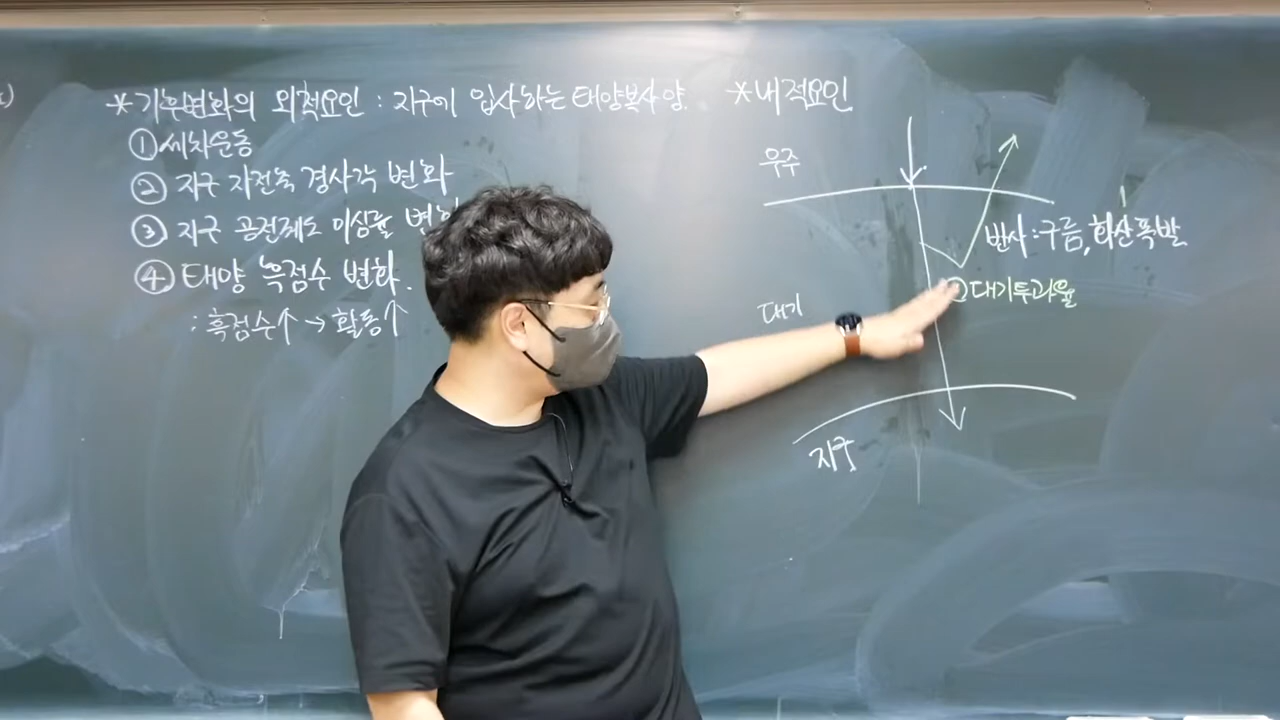 *기후변화의 외적요인 : 지구에 입사하는 태양복사양.
① 세차운동
② 지구 자전축 경사각 변화
③ 지구 공전궤도 이심률
④ 태양 흑점수 변화.
: 흑점수↑ → 활동↑
*내적요인
우주
반사:구름, 화산폭발
대기투과율
대기
지구